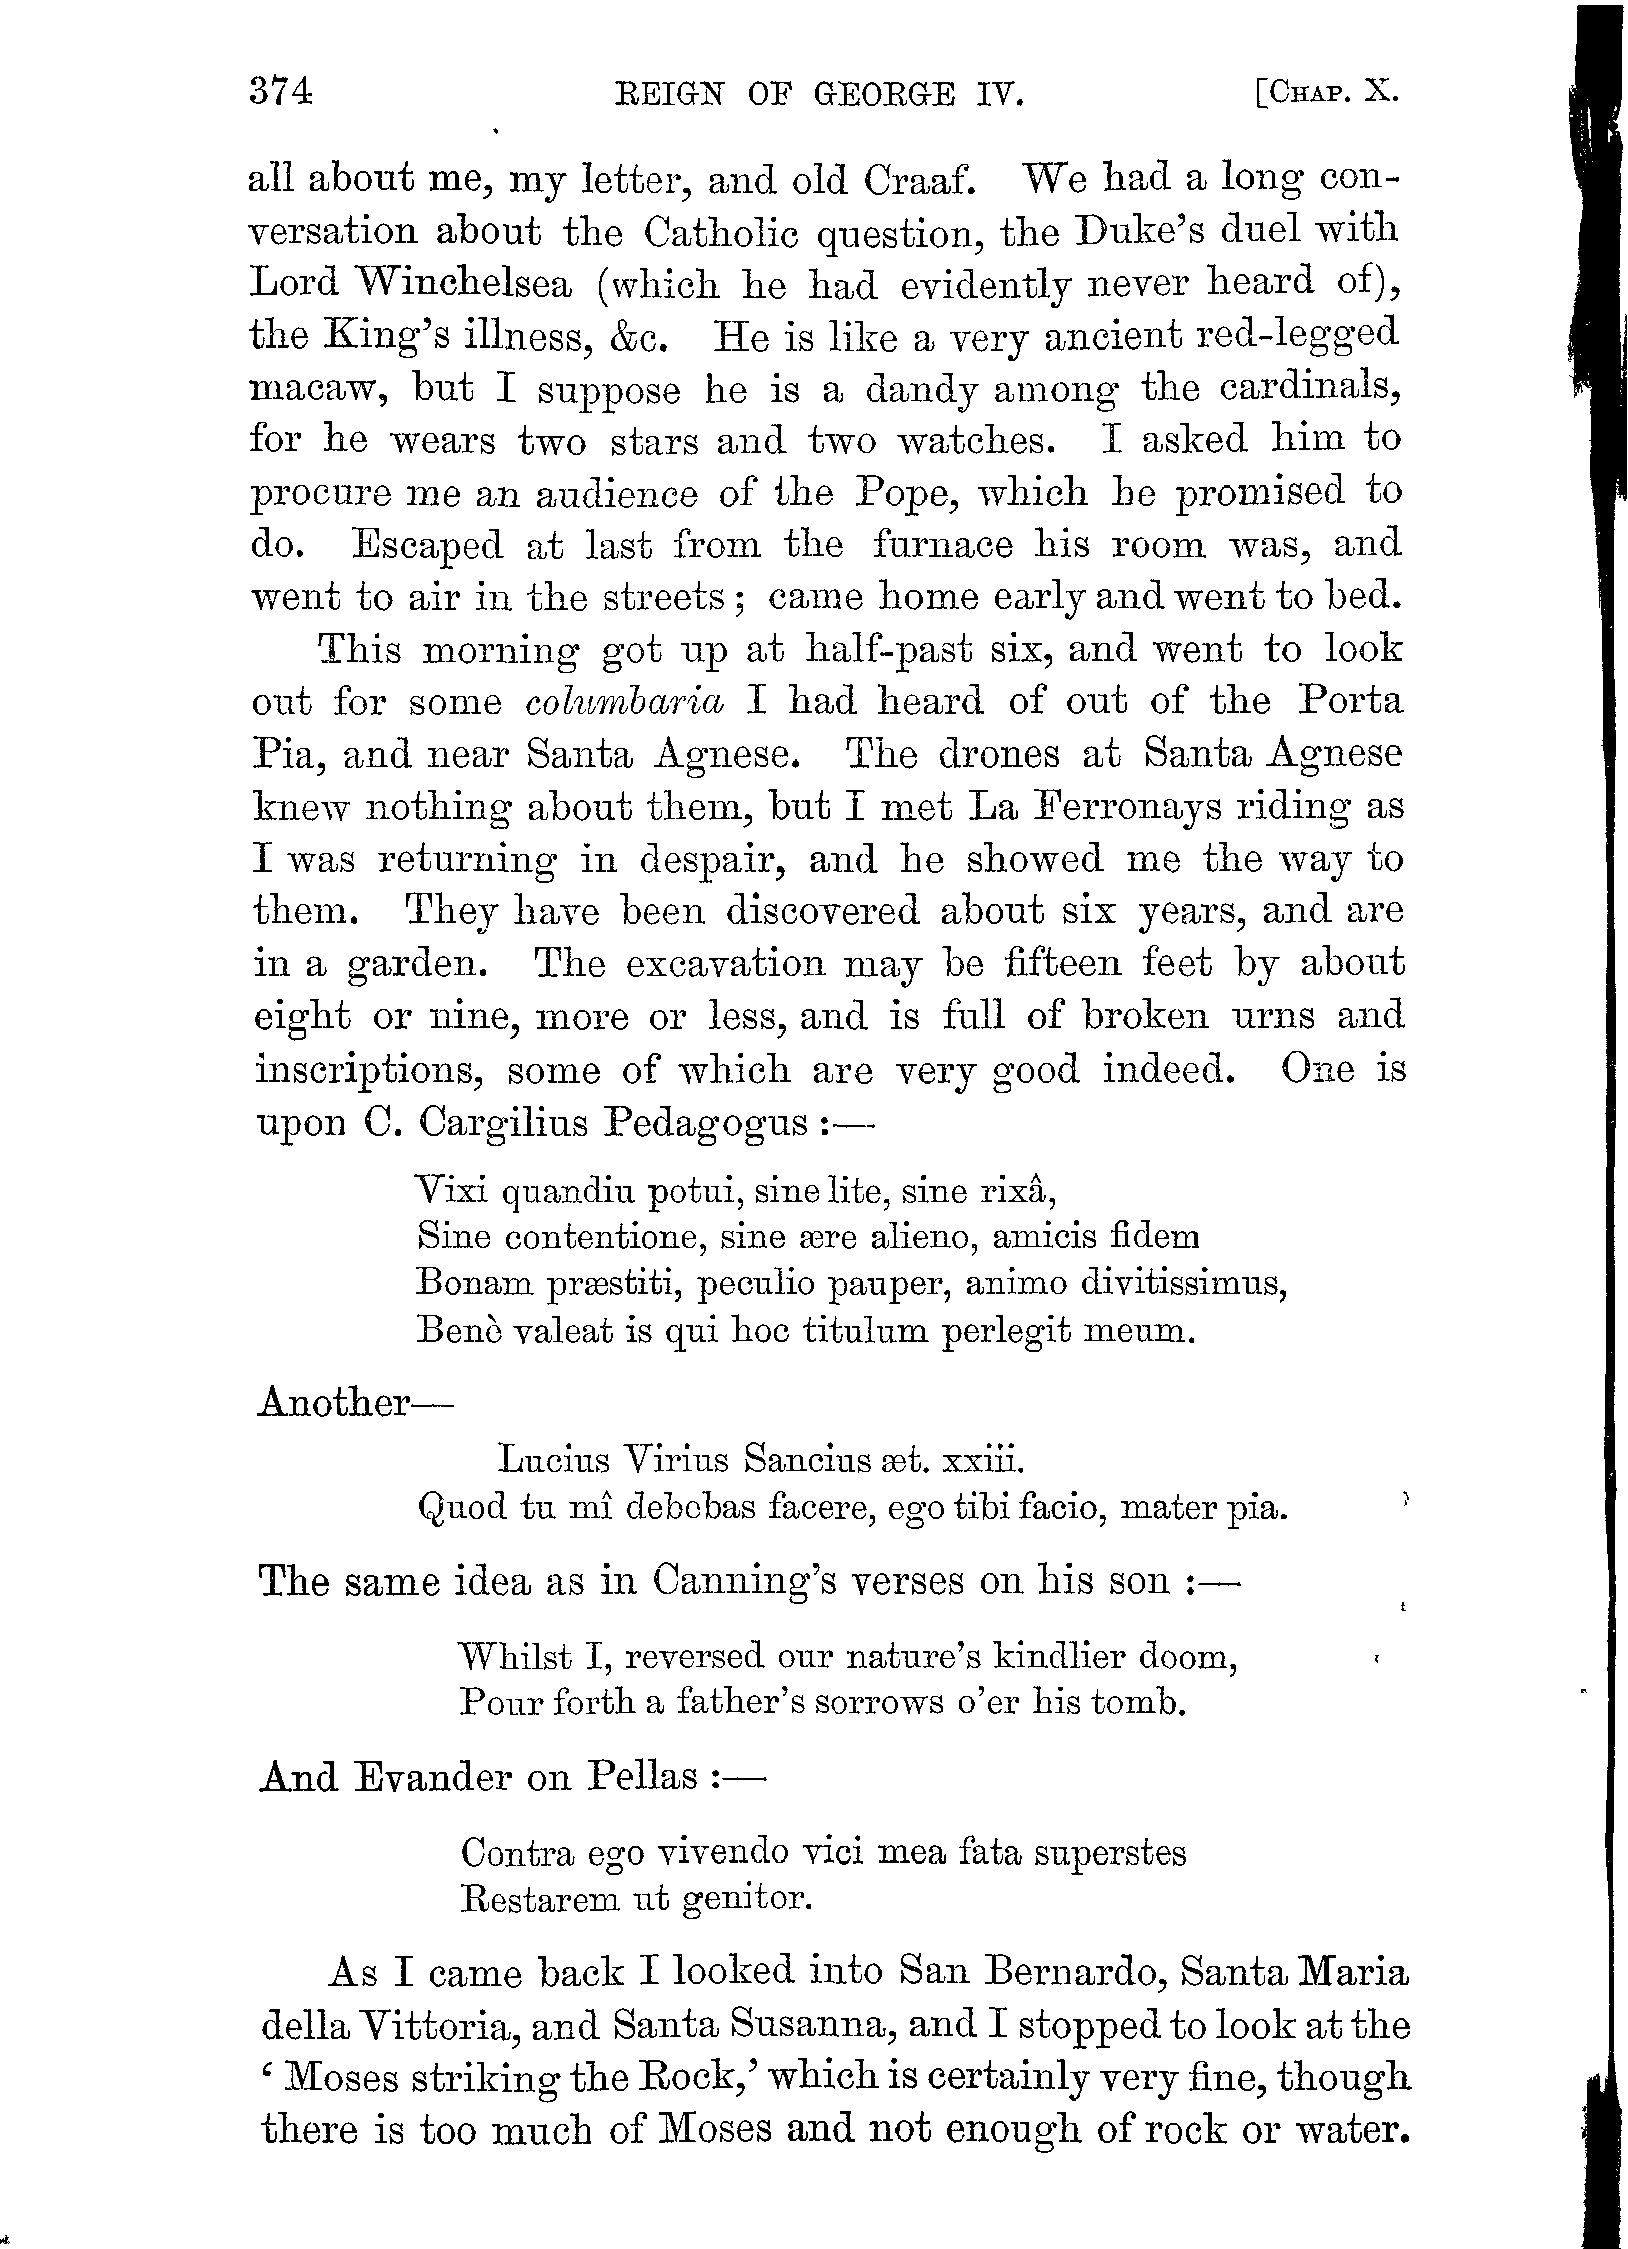 374 REIGN OF GEORGE IV. [CHAP. X.
all about me, my letter, and old Craaf. We had a long con-
versation about the Catholic question, the Duke's duel with
Lord Winchelsea (which he had evidently never heard of),
the King's illness, &c. He is like a very ancient red-legged
macaw, but I suppose he is a dandy among the cardinals,
for he wears two stars and two watches. I asked him to
procure me an audience of the Pope, which he promised to
do. Escaped at last from the furnace his room was, and
went to air in the streets; came home early and went to bed.
This morning got up at half-past six, and went to look
out for some columbaria I had heard of out of the Porta
Pia, and near Santa Agnese. The drones at Santa Agnese
knew nothing about them, but I met La Ferronays riding as
I was returning in despair, and he showed me the way to
them. They have been discovered about six years, and are
in a garden. The excavation may be fifteen feet by about
eight or nine, more or less, and is full of broken urns and
inscriptions, some of which are very good indeed. One is
upon C. Cargilius Pedagogus :—
Vixi quandiu potui, sine lite, sine rixâ,
Sine contentione, sine ære alieno, amicis fidem
Bonam præstiti, peculio pauper, animo divitissimus,
Benè valeat is qui hoc titulum perlegit meum.
Another—
Lucius Virius Sancius æt. xxiii.
Quod tu mî debebas facere, ego tibi facio, mater pia.
The same idea as in Canning's verses on his son :—
Whilst I, reversed our nature's kindlier doom,
Pour forth a father's sorrows o'er his tomb.
And Evander on Pellas :—
Contra ego vivendo vici mea fata superstes
Restarem ut genitor.
As I came back I looked into San Bernardo, Santa Maria
della Vittoria, and Santa Susanna, and I stopped to look at the
‘Moses striking the Rock,’ which is certainly very fine, though
there is too much of Moses and not enough of rock or water.